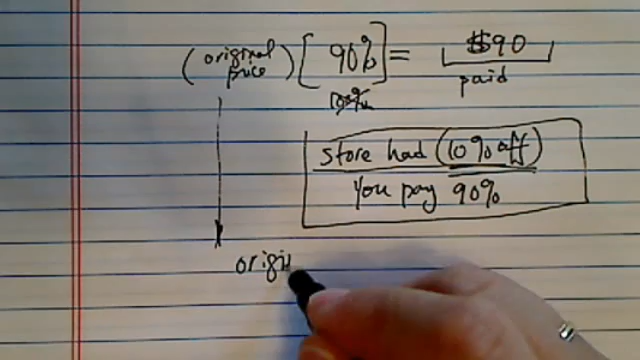 (original price) [90%] = $90
paid
store had (10% off)
You pay 90%
origi